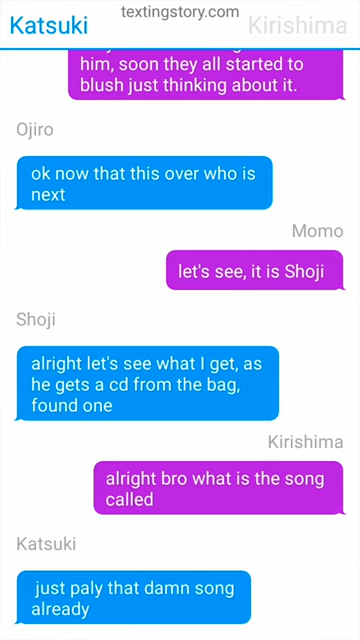 textingstory.com
Katsuki
Kirishima
him, soon they all started to
blush just thinking about it.
Ojiro
ok now that this over who is
next
Momo
let's see, it is Shoji
Shoji
alright let's see what I get, as
he gets a cd from the bag,
found one
Kirishima
alright bro what is the song
called
Katsuki
just paly that damn song
already